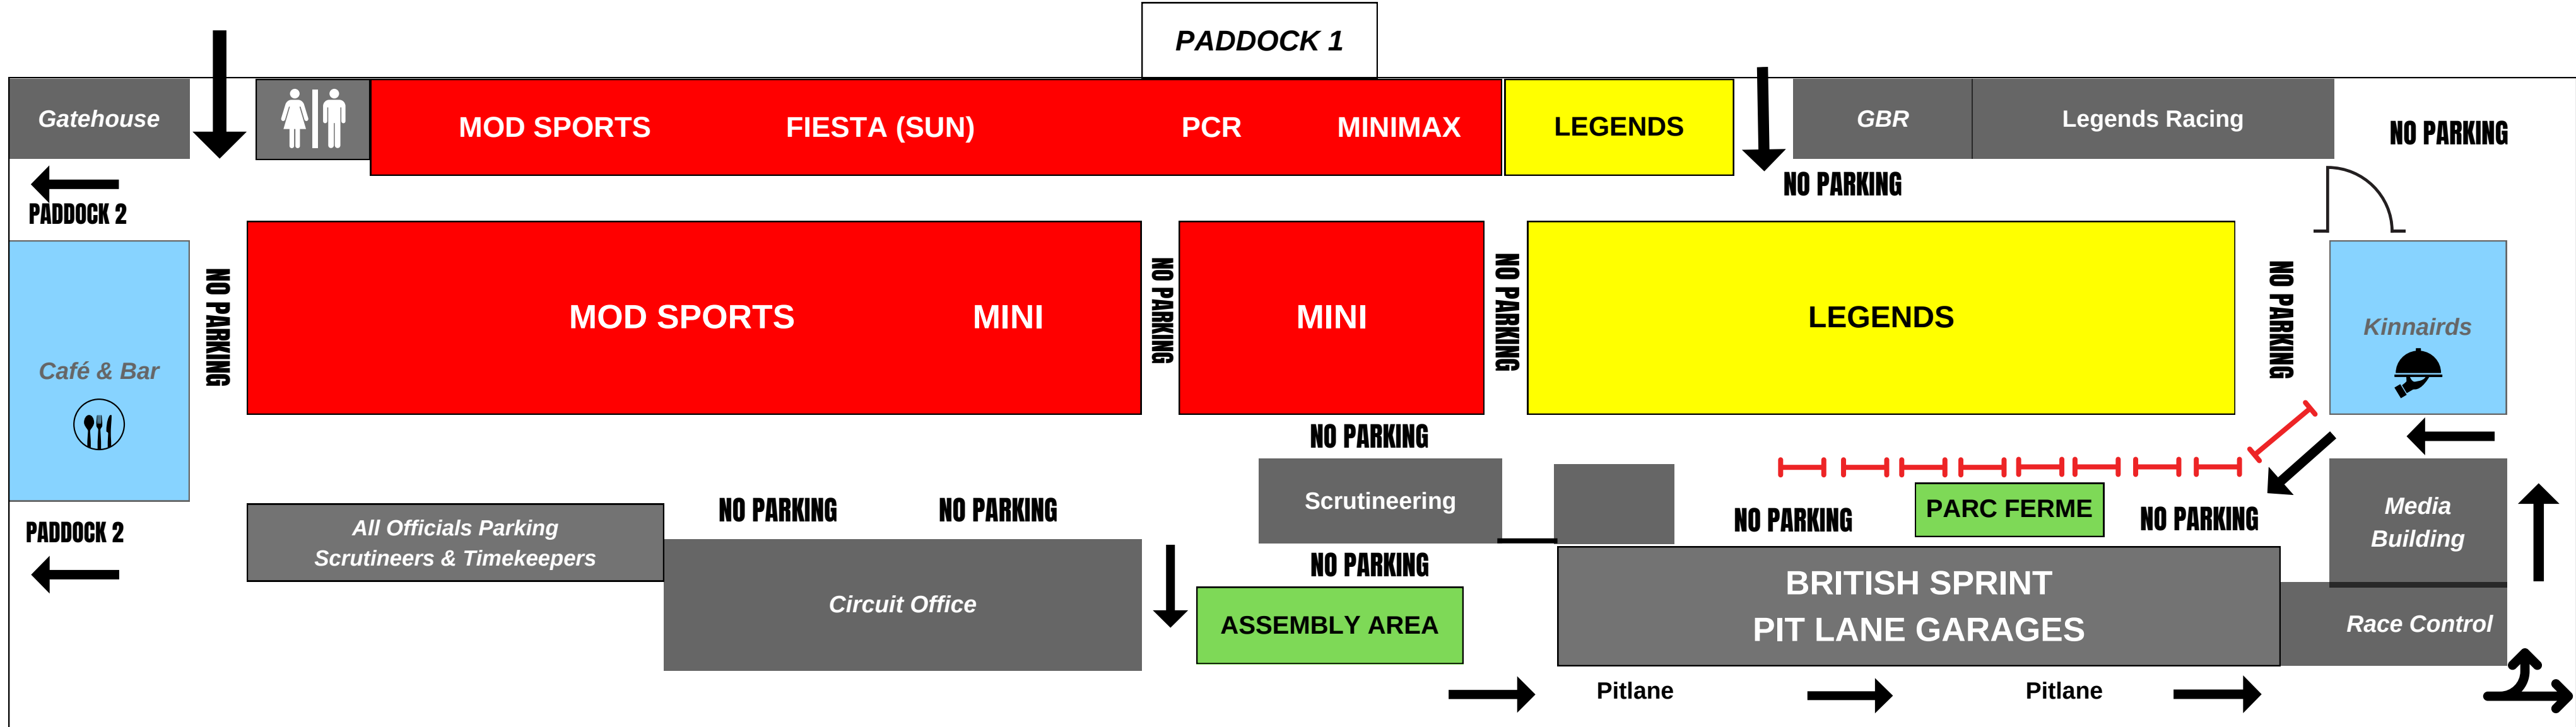 PADDOCK 1
Gatehouse
MOD SPORTS
FIESTA (SUN)
PCR
MINIMAX
LEGENDS
GBR
Legends Racing
NO PARKING
NO PARKING
PADDOCK 2
NO PARKING
MOD SPORTS
MINI
NO PARKING
MINI
NO PARKING
LEGENDS
NO PARKING
Kinnairds
Café & Bar
NO PARKING
Scrutineering
NO PARKING
NO PARKING
NO PARKING
PARC FERME
NO PARKING
Media
Building
PADDOCK 2
All Officials Parking
Scrutineers & Timekeepers
NO PARKING
Circuit Office
ASSEMBLY AREA
BRITISH SPRINT
PIT LANE GARAGES
Race Control
Pitlane
Pitlane